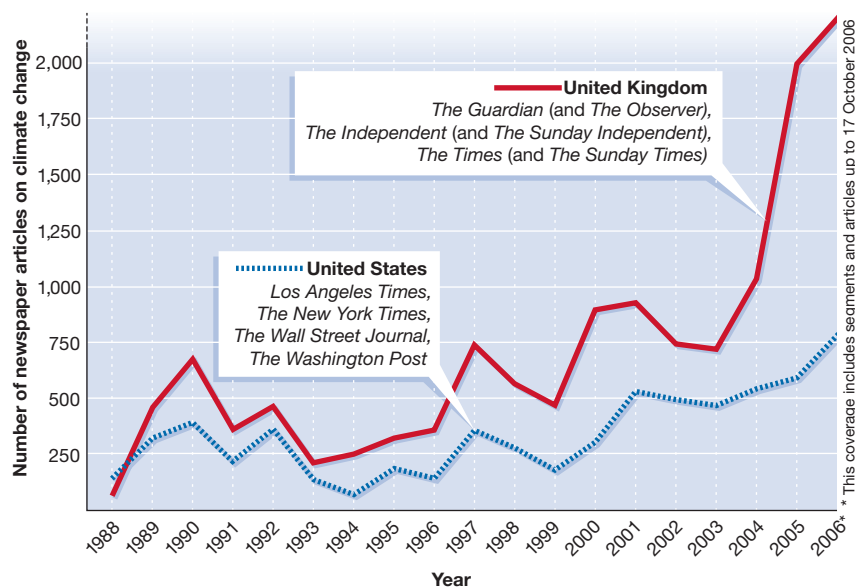 Number of newspaper articles on climate change
2,000
1,750
1,500
1,250
1,000
750
500
250
United Kingdom
The Guardian (and The Observer),
The Independent (and The Sunday Independent),
The Times (and The Sunday Times)
United States
Los Angeles Times,
The New York Times,
The Wall Street Journal,
The Washington Post
1988
1989
1990
1991
1992
1993
1994
1995
1996
1997
1998
1999
2000
2001
2002
2003
2004
2005
2006*
Year
* This coverage includes segments and articles up to 17 October 2006